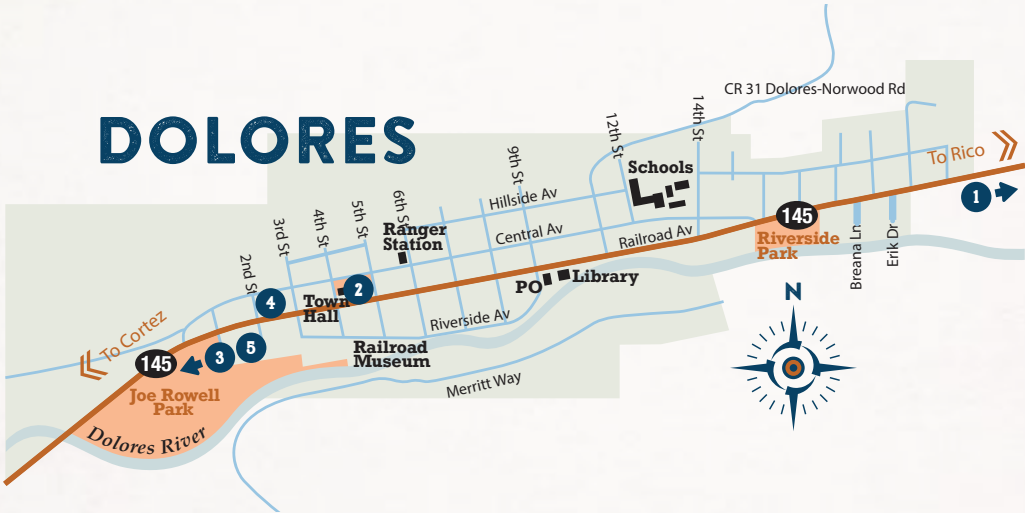 DOLORES
CR 31 Dolores-Norwood Rd
14th St
12th St
9th St
Schools
To Rico
1
6th St
5th St
4th St
3rd St
2nd St
Hillside Av
Central Av
Railroad Av
145
Riverside
Park
Breana Ln
Erik Dr
Ranger
Station
Library
PO
2
4
Town
Hall
Riverside Av
N
To Cortez
145
3
5
Railroad
Museum
Merritt Way
Joe Rowell
Park
Dolores River